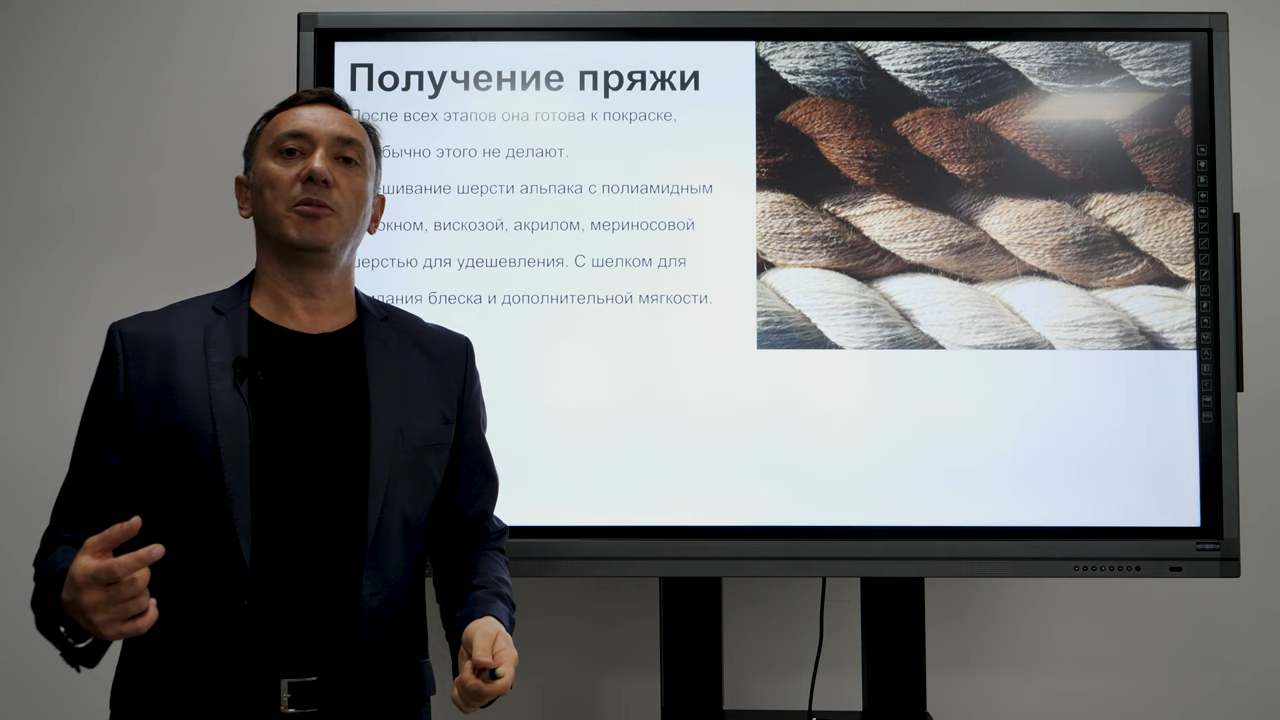 Получение пряжи
После всех этапов она готова к покраске,
этого не делают.
шерсти альпака с полиамидным
вискозой, акрилом, мериносовой
шерстью для удешевления. С шелком для
блеска и дополнительной мягкости.